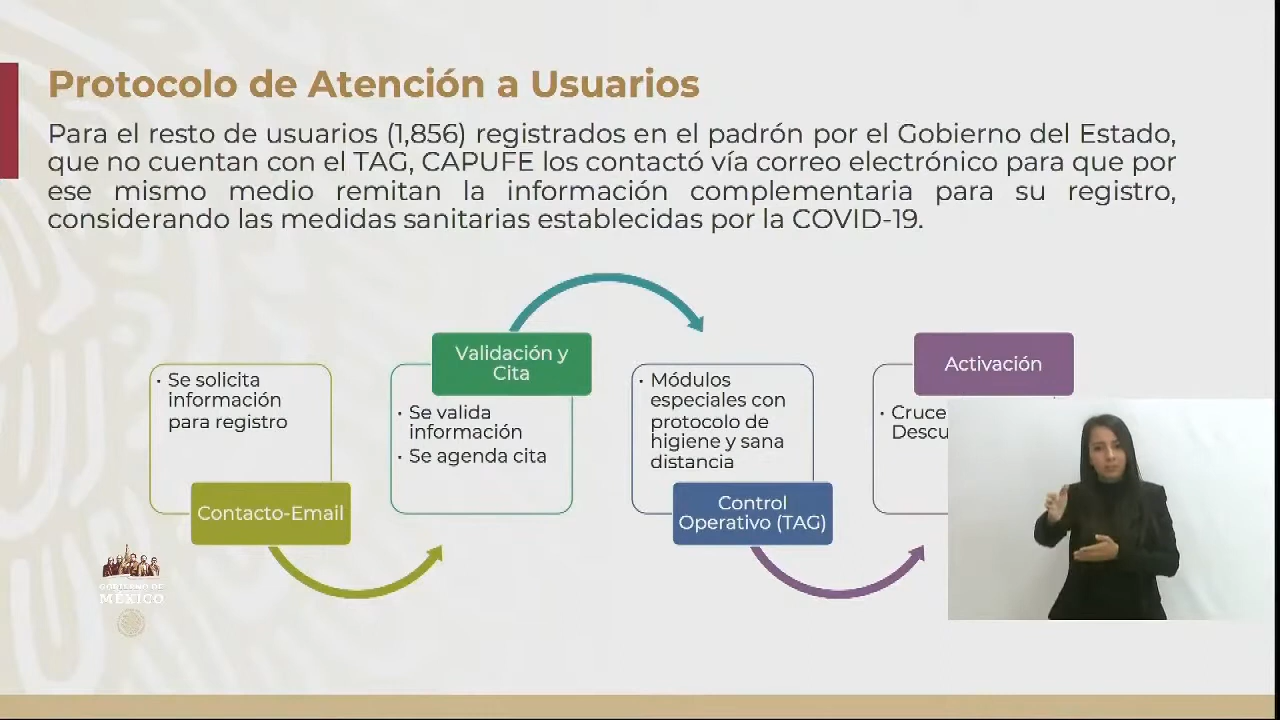 Protocolo de Atención a Usuarios
Para el resto de usuarios (1,856) registrados en el padrón por el Gobierno del Estado,
que no cuentan con el TAG, CAPUFE los contactó vía correo electrónico para que por
ese mismo medio remitan la información complementaria para su registro,
considerando las medidas sanitarias establecidas por la COVID-19.
• Se solicita
información
para registro
Contacto-Email
Validación y
Cita
• Se valida
información
• Se agenda cita
• Módulos
especiales con
protocolo de
higiene y sana
distancia
Control
Operativo (TAG)
Activación
• Cruce
GOBIERNO DE
MÉXICO